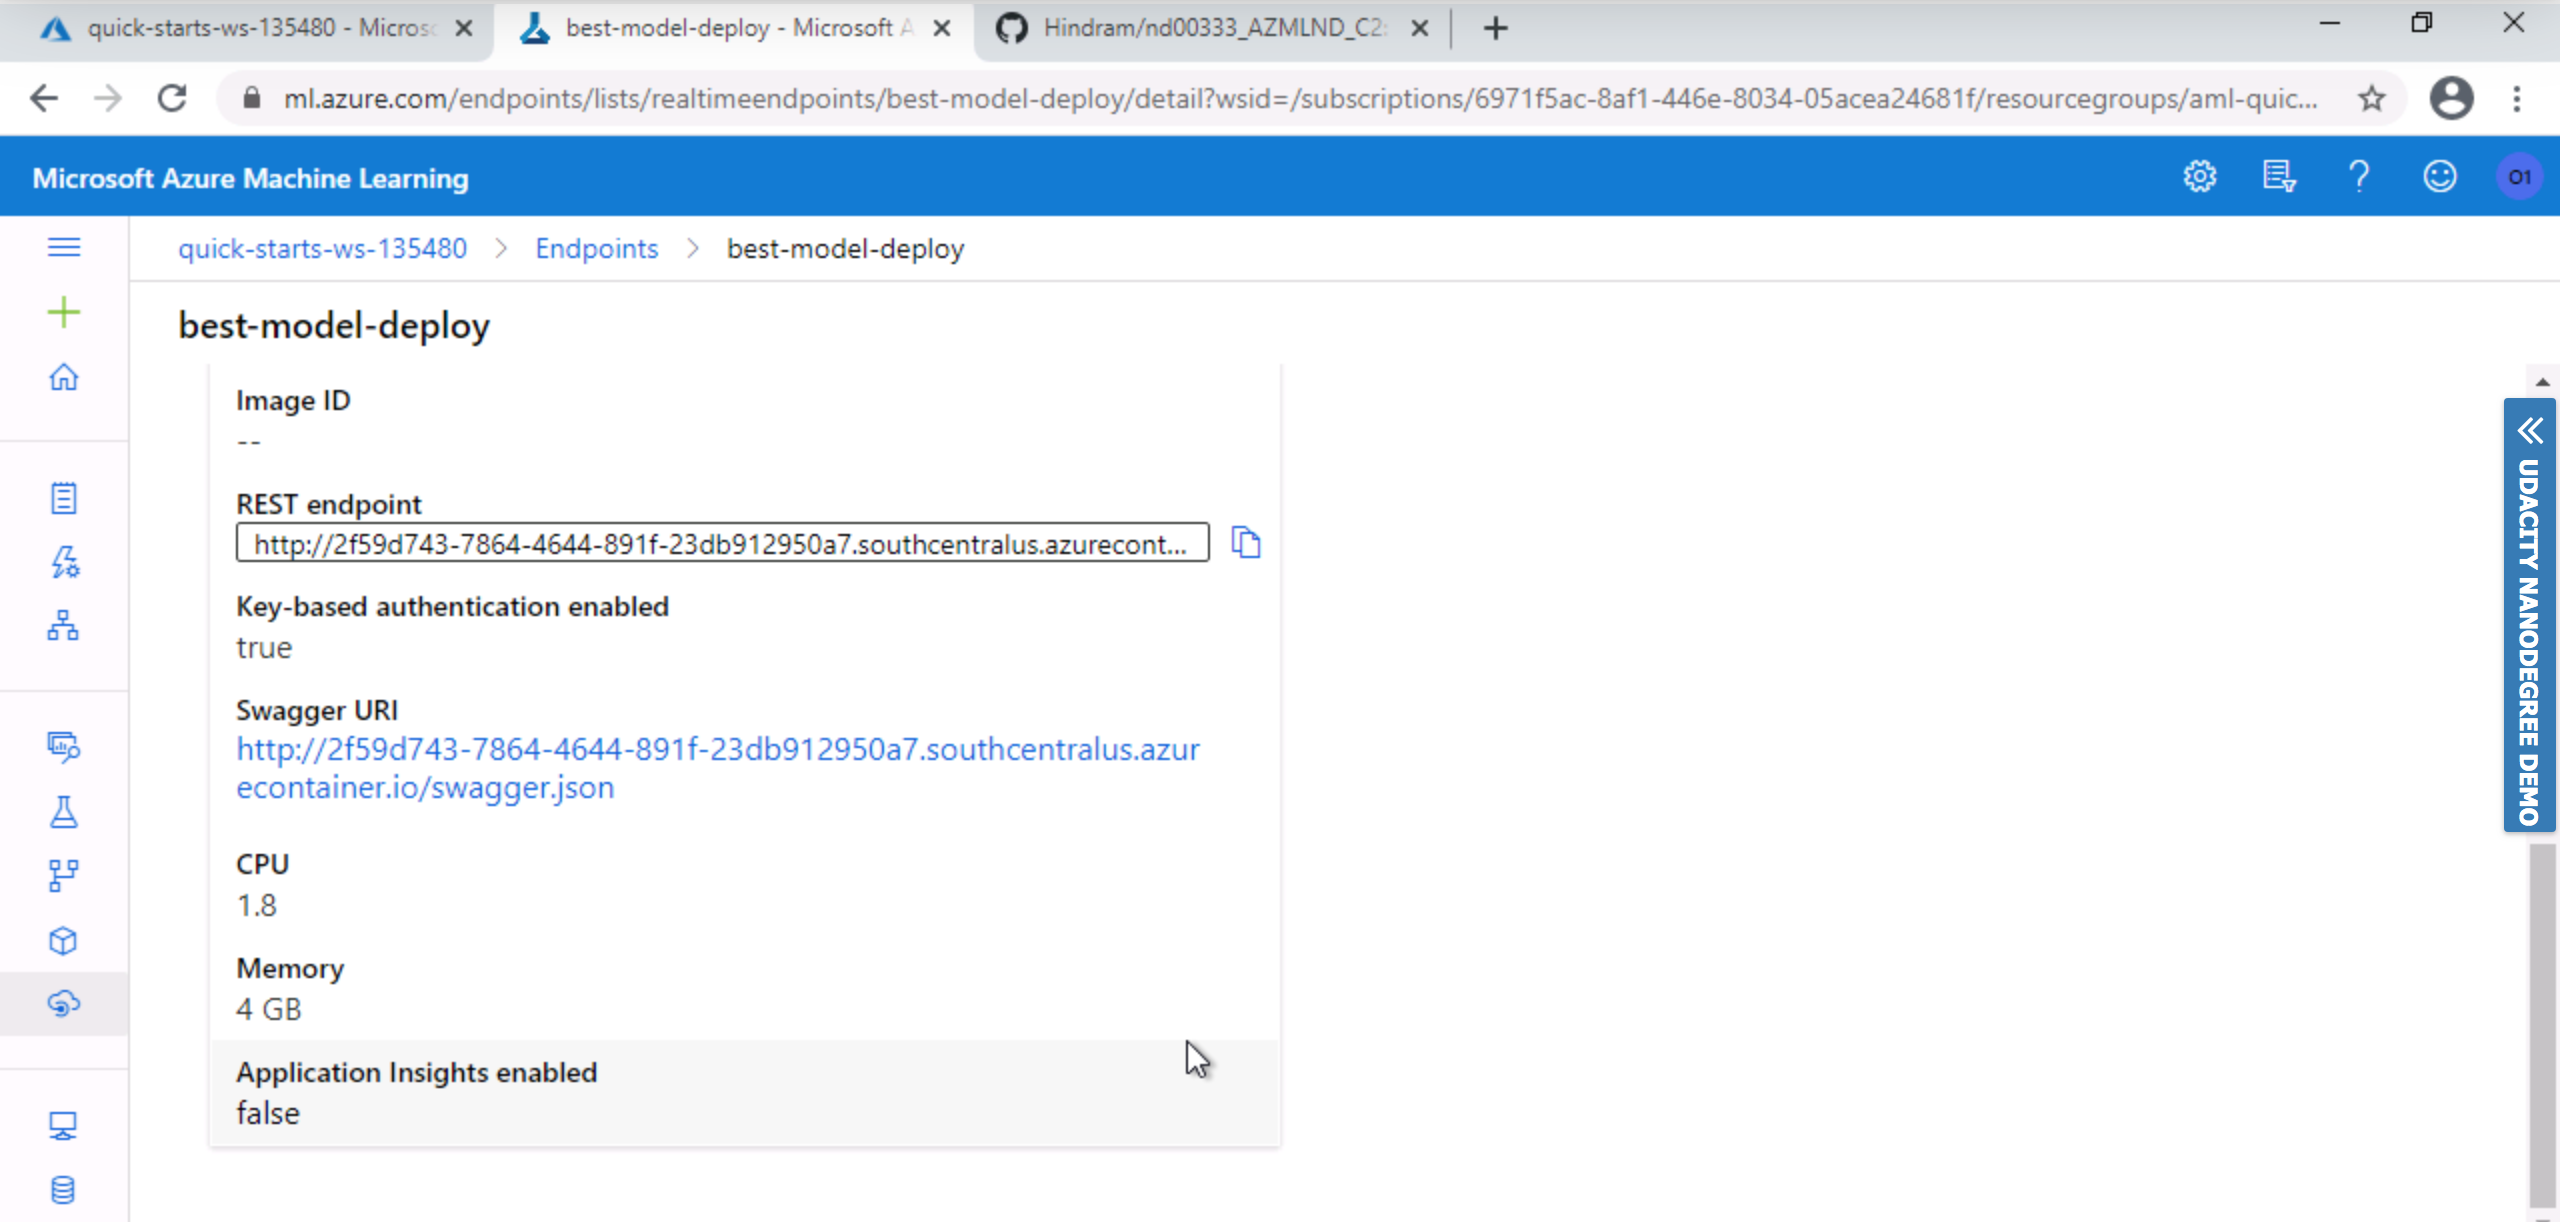 quick-starts-ws-135480 - Micros
best-model-deploy - Microsoft A
Hindram/nd00333_AZMLND_C2
ml.azure.com/endpoints/lists/realtimeendpoints/best-model-deploy/detail?wsid=/subscriptions/6971f5ac-8af1-446e-8034-05acea24681f/resourcegroups/aml-quic...
Microsoft Azure Machine Learning
?
O1
quick-starts-ws-135480 > Endpoints > best-model-deploy
best-model-deploy
Image ID
--
REST endpoint
http://2f59d743-7864-4644-891f-23db912950a7.southcentralus.azurecont...
Key-based authentication enabled
true
Swagger URI
http://2f59d743-7864-4644-891f-23db912950a7.southcentralus.azur
econtainer.io/swagger.json
CPU
1.8
Memory
4 GB
Application Insights enabled
false
UDACITY NANODEGREE DEMO